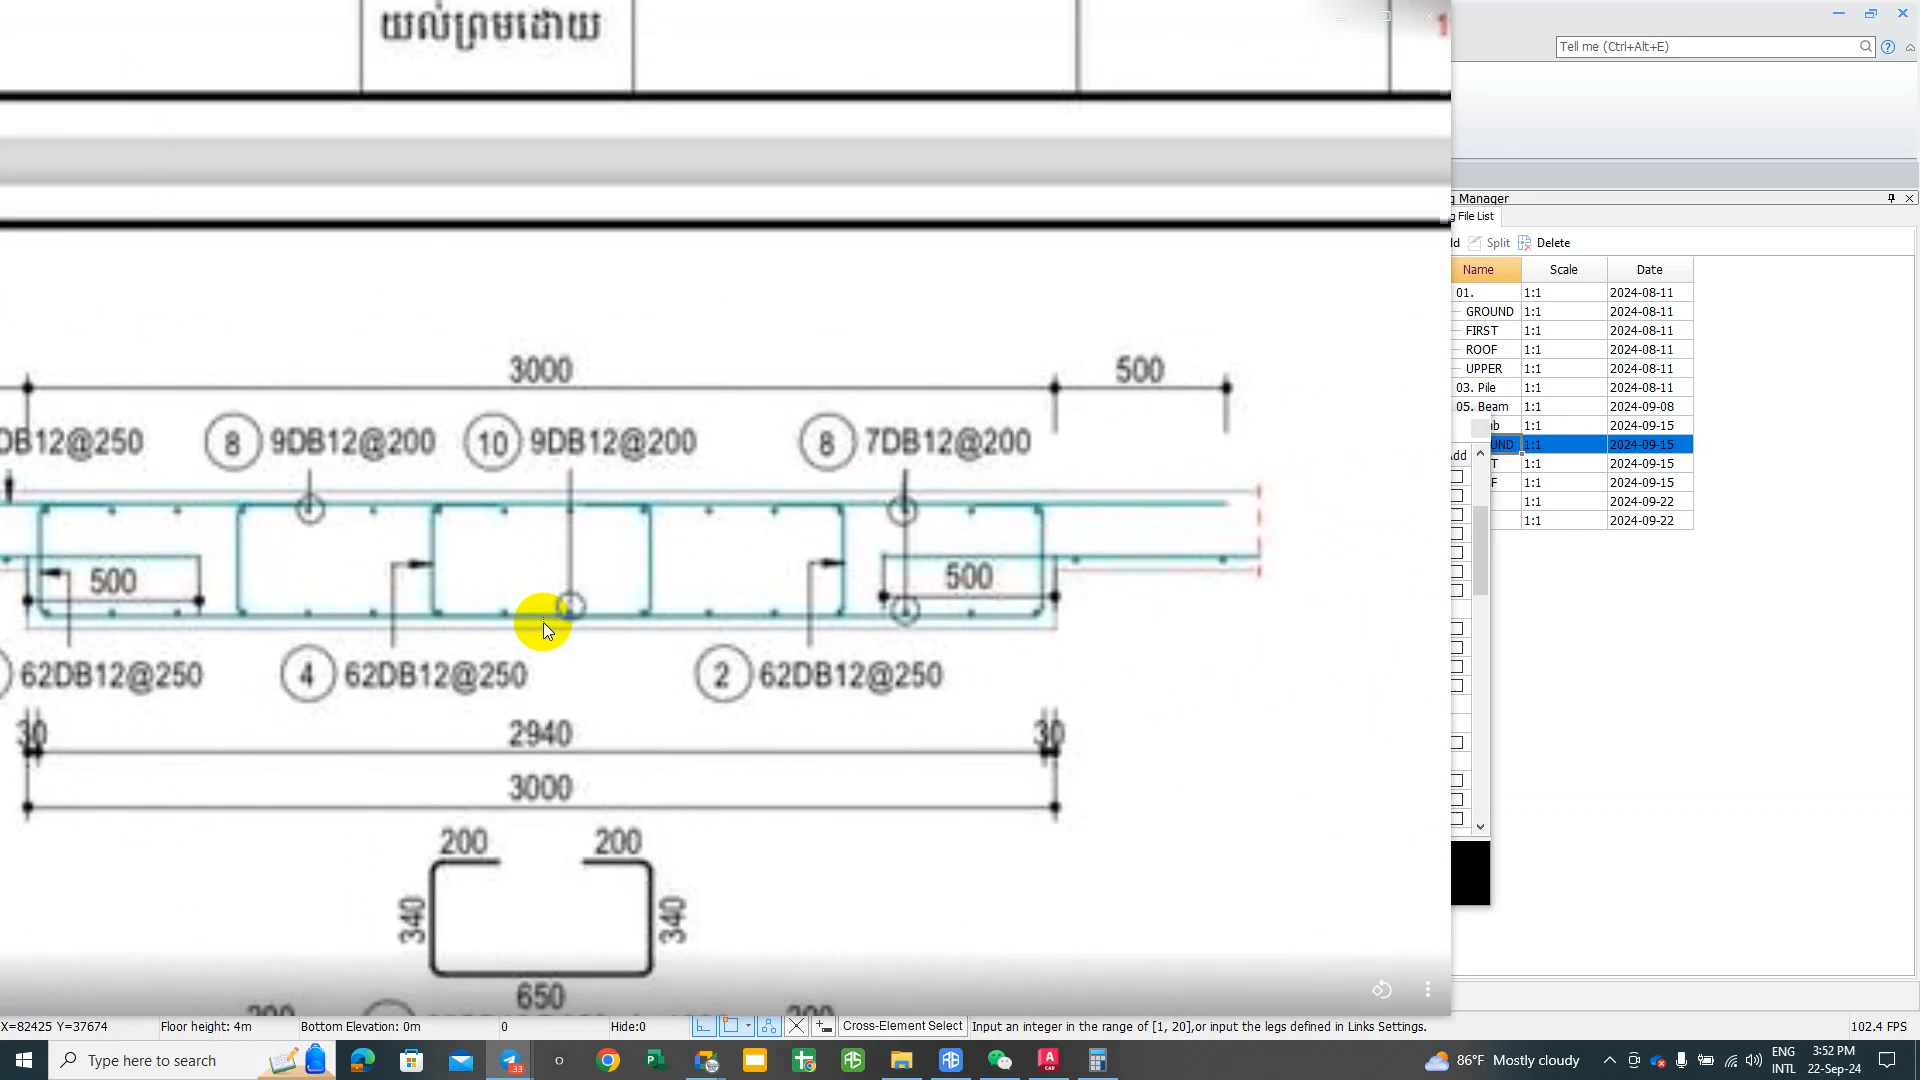 យល់ព្រមដោយ
Tell me (Ctrl+Alt+E)
g Manager
g File List
Split
Delete
Name Scale Date
01. 1:1 2024-08-11
GROUND 1:1 2024-08-11
FIRST 1:1 2024-08-11
ROOF 1:1 2024-08-11
UPPER 1:1 2024-08-11
03. Pile 1:1 2024-08-11
05. Beam 1:1 2024-09-08
1:1 2024-09-15
UND 1:1 2024-09-15
T 1:1 2024-09-15
F 1:1 2024-09-15
1:1 2024-09-22
1:1 2024-09-22
3000 500
DB12@250 8 9DB12@200 10 9DB12@200 8 7DB12@200
500 500
62DB12@250 4 62DB12@250 2 62DB12@250
30 2940 30
3000
200 200
340 340
650
X=82425 Y=37674 Floor height: 4m Bottom Elevation: 0m 0 Hide:0 Cross-Element Select Input an integer in the range of [1, 20],or input the legs defined in Links Settings. 102.4 FPS
Type here to search
33
86°F Mostly cloudy
ENG
INTL
3:52 PM
22-Sep-24